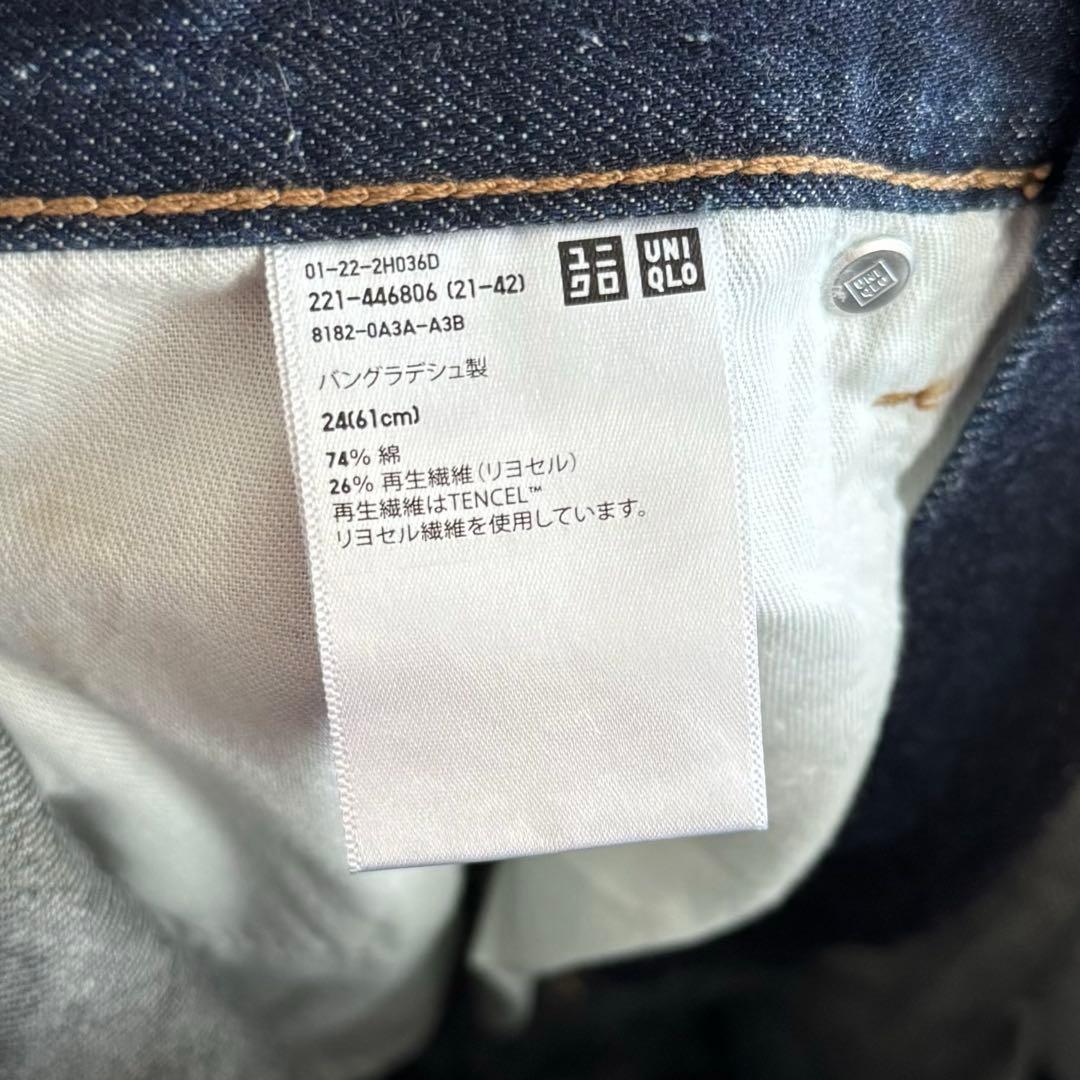 01-22-2H036D
221-446806 (21-42)
8182-0A3A-A3B
ユニクロ
UNIQLO
バングラデシュ製
24(61cm)
74% 綿
26% 再生繊維(リヨセル)
再生繊維はTENCEL™
リヨセル繊維を使用しています。
UNIQLO